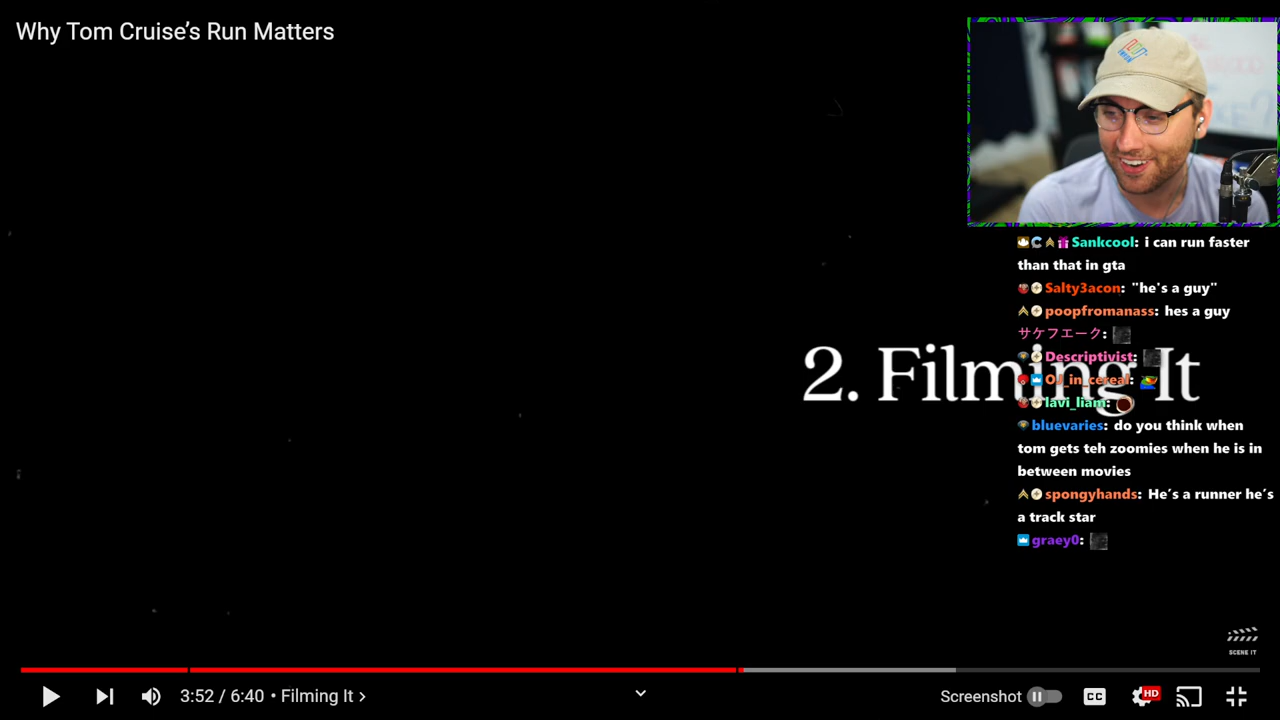 Why Tom Cruise’s Run Matters
Sankcool: i can run faster
than that in gta
Salty3acon: "he's a guy"
poopfromanass: hes a guy
サケフエーク:
Descriptivist:
2. Filming It
OJ_in_cereal:
lavi_liam:
bluevaries: do you think when
tom gets teh zoomies when he is in
between movies
spongyhands: He's a runner he's
a track star
graey0:
SCENE IT
3:52 / 6:40 • Filming It >
Screenshot
CC
HD